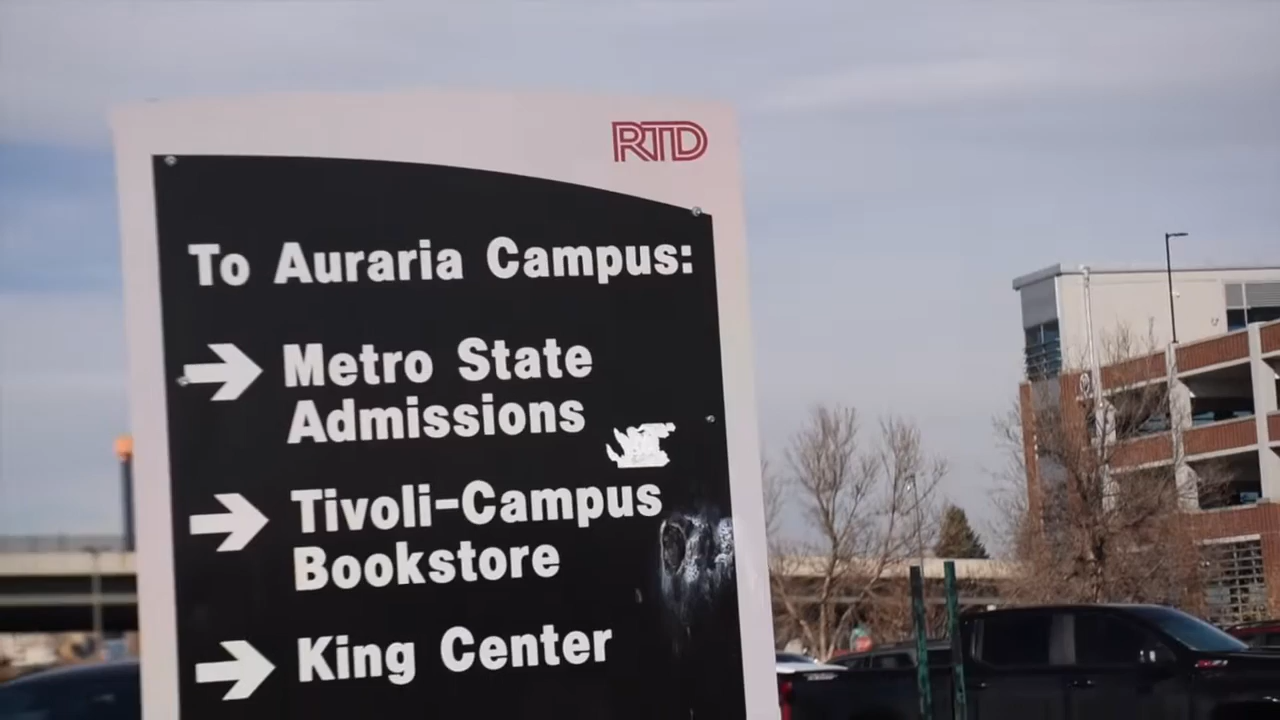 RTD
To Auraria Campus:
Metro State
Admissions
Tivoli-Campus
Bookstore
King Center